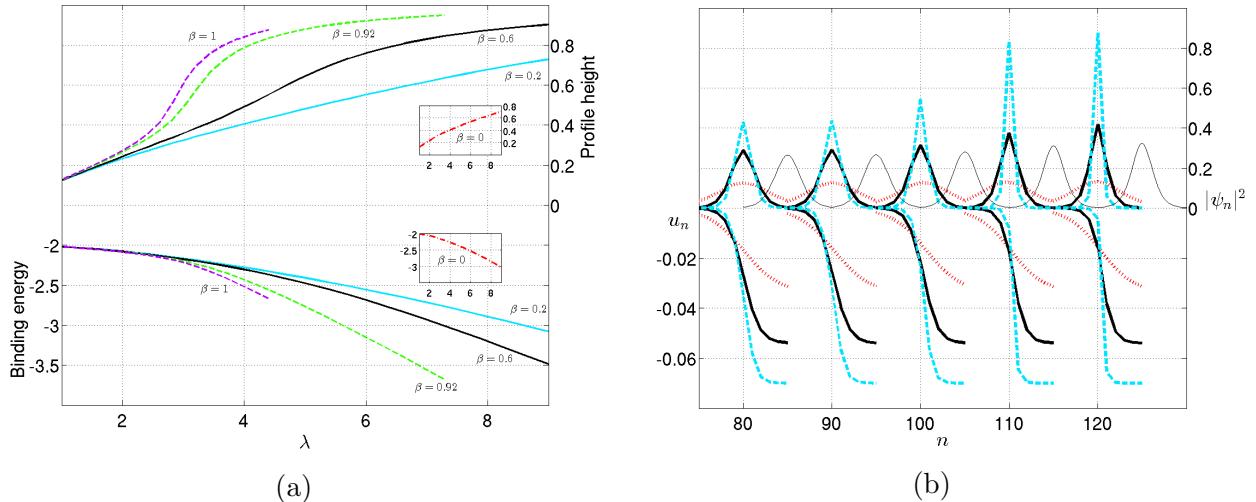 β = 1
β = 0.92
β = 0.6
β = 0.2
0.8
0.6
0.4
0.2
0
Profile height
0.8
0.6
0.4
0.2
β = 0
2 4 6 8
-2
-2.5
-3
-3.5
Binding energy
-2
-2.5
-3
β = 0
2 4 6 8
β = 1
β = 0.2
β = 0.6
β = 0.92
2 4 6 8
λ
(a)
0.8
0.6
0.4
0.2
0
|ψₙ|²
uₙ
-0.02
-0.04
-0.06
80 90 100 110 120
n
(b)